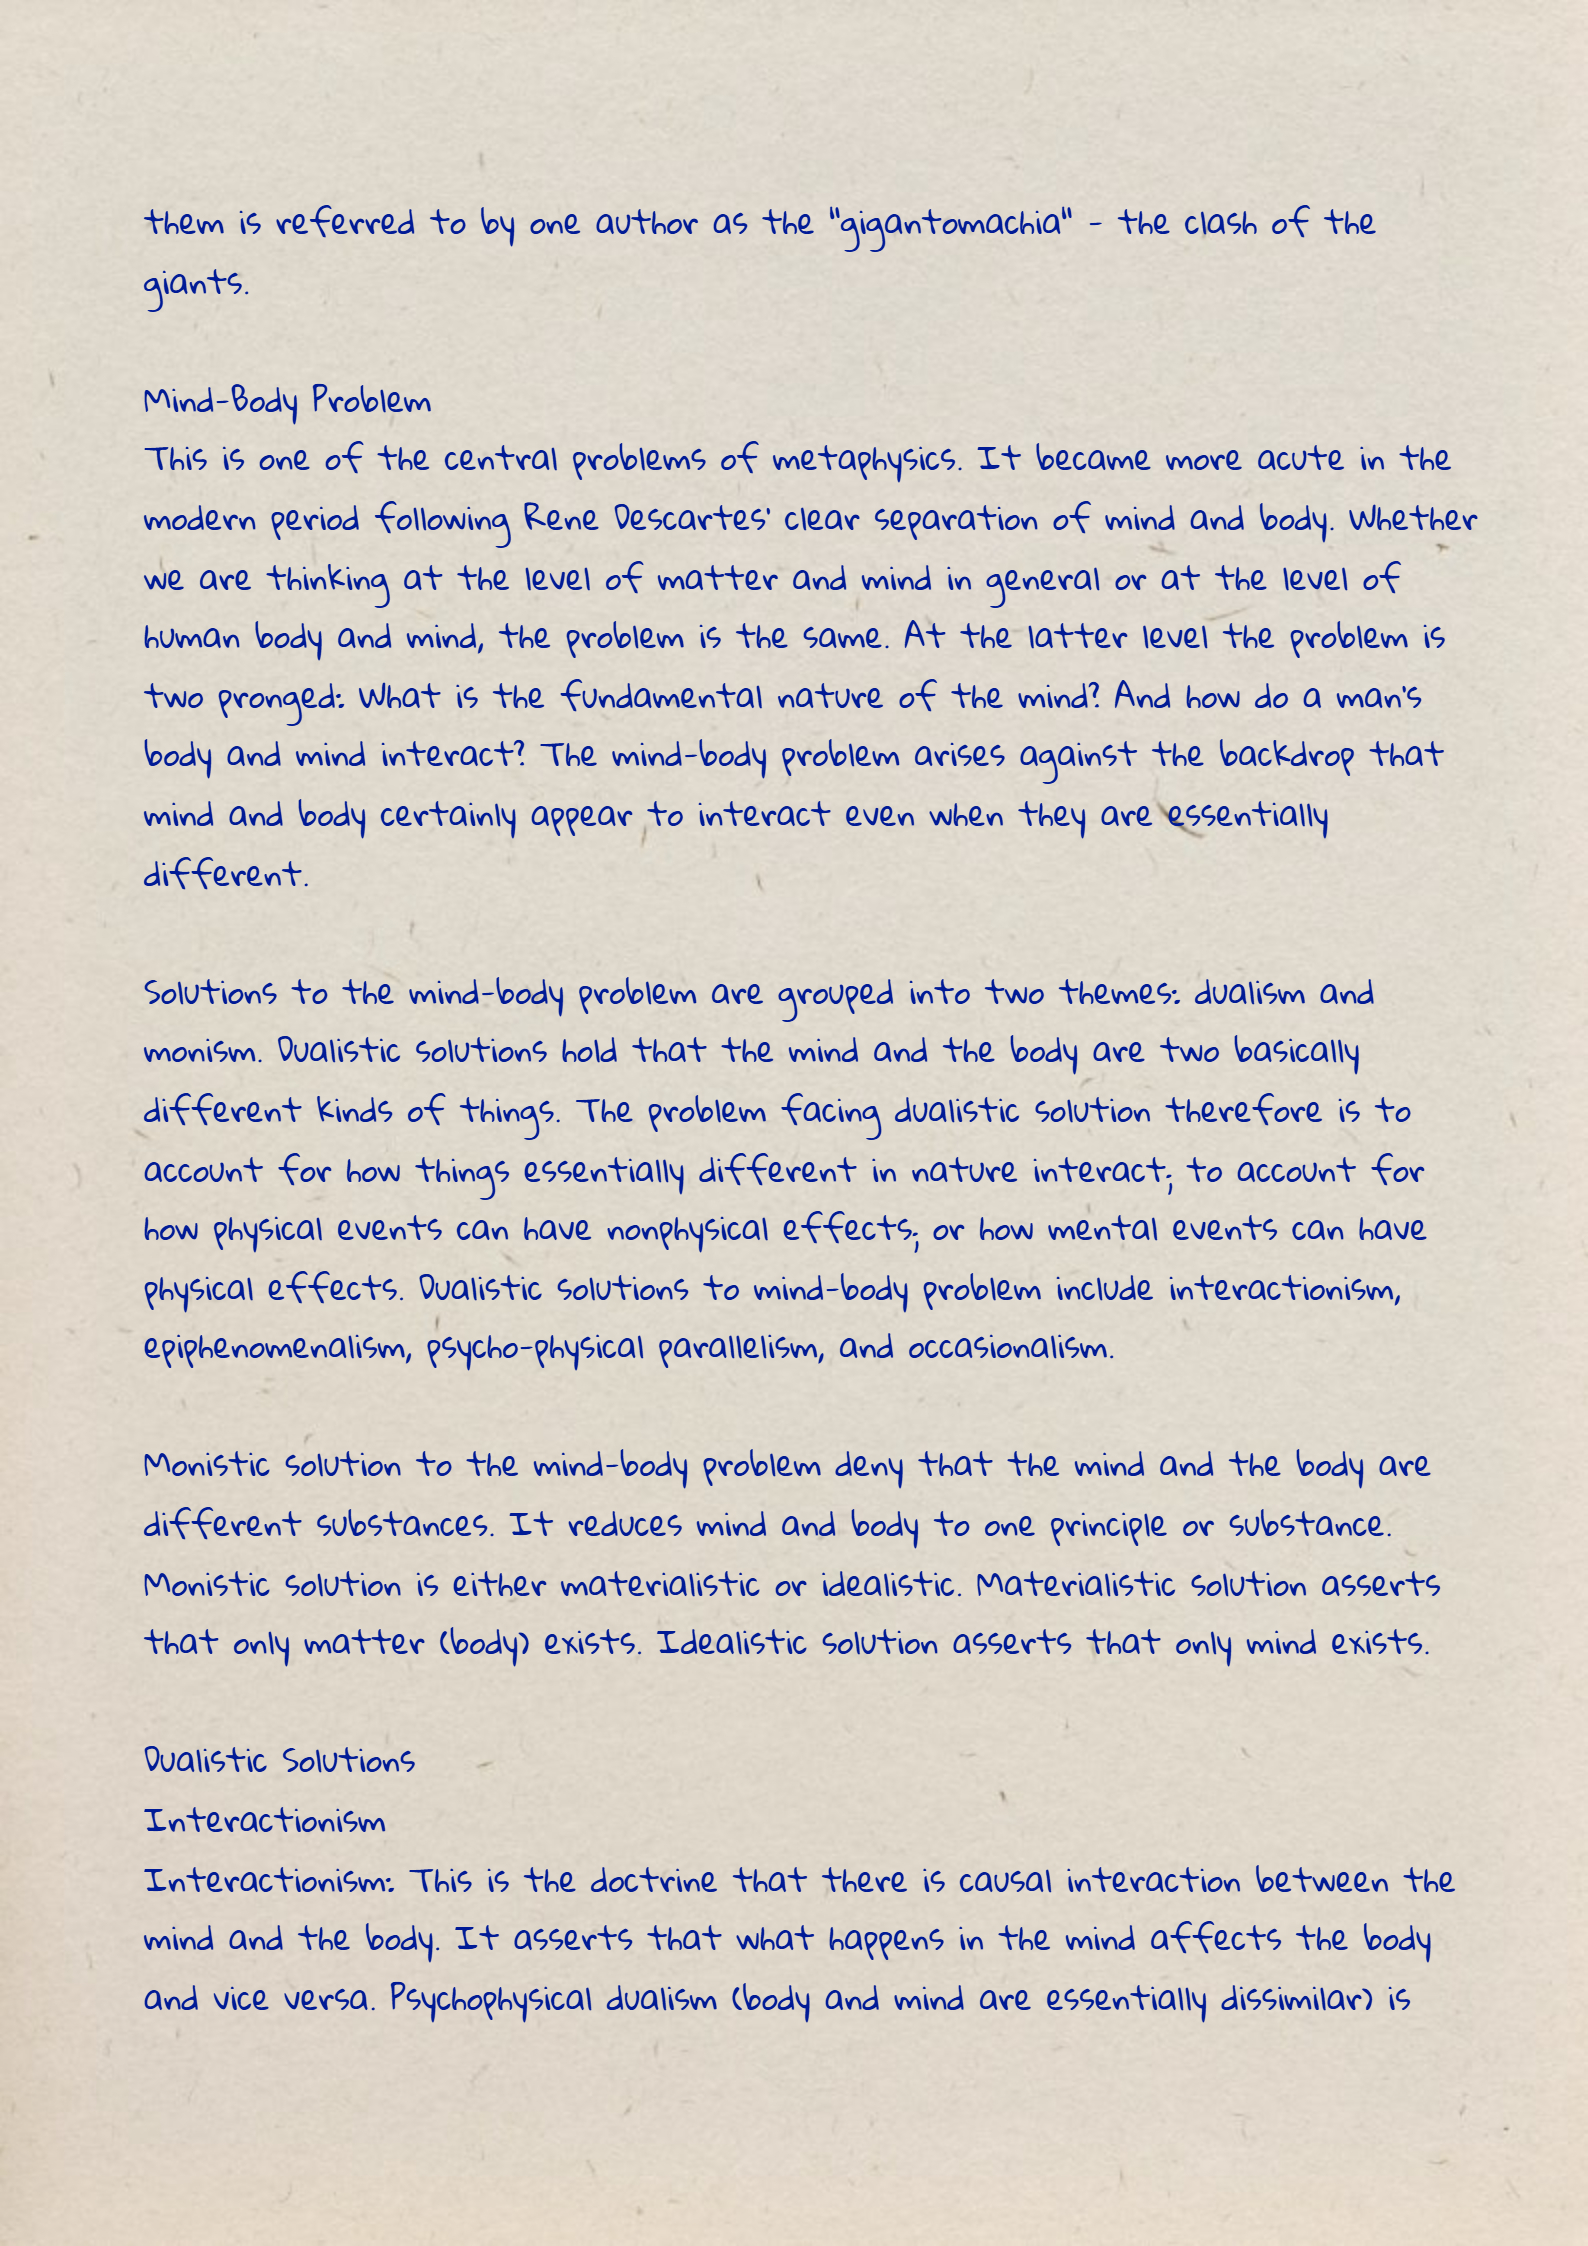 them is referred to by one author as the "gigantomachia" - the clash of the
giants.
Mind-Body Problem
This is one of the central problems of metaphysics. It became more acute in the
modern period following Rene Descartes' clear separation of mind and body. Whether
we are thinking at the level of matter and mind in general or at the level of
human body and mind, the problem is the same. At the latter level the problem is
two pronged: What is the fundamental nature of the mind? And how do a man's
body and mind interact? The mind-body problem arises against the backdrop that
mind and body certainly appear to interact even when they are essentially
different.
Solutions to the mind-body problem are grouped into two themes: dualism and
monism. Dualistic solutions hold that the mind and the body are two basically
different kinds of things. The problem facing dualistic solution therefore is to
account for how things essentially different in nature interact; to account for
how physical events can have nonphysical effects; or how mental events can have
physical effects. Dualistic solutions to mind-body problem include interactionism,
epiphenomenalism, psycho-physical parallelism, and occasionalism.
Monistic solution to the mind-body problem deny that the mind and the body are
different substances. It reduces mind and body to one principle or substance.
Monistic solution is either materialistic or idealistic. Materialistic solution asserts
that only matter (body) exists. Idealistic solution asserts that only mind exists.
Dualistic Solutions
Interactionism
Interactionism: This is the doctrine that there is causal interaction between the
mind and the body. It asserts that what happens in the mind affects the body
and vice versa. Psychophysical dualism (body and mind are essentially dissimilar) is